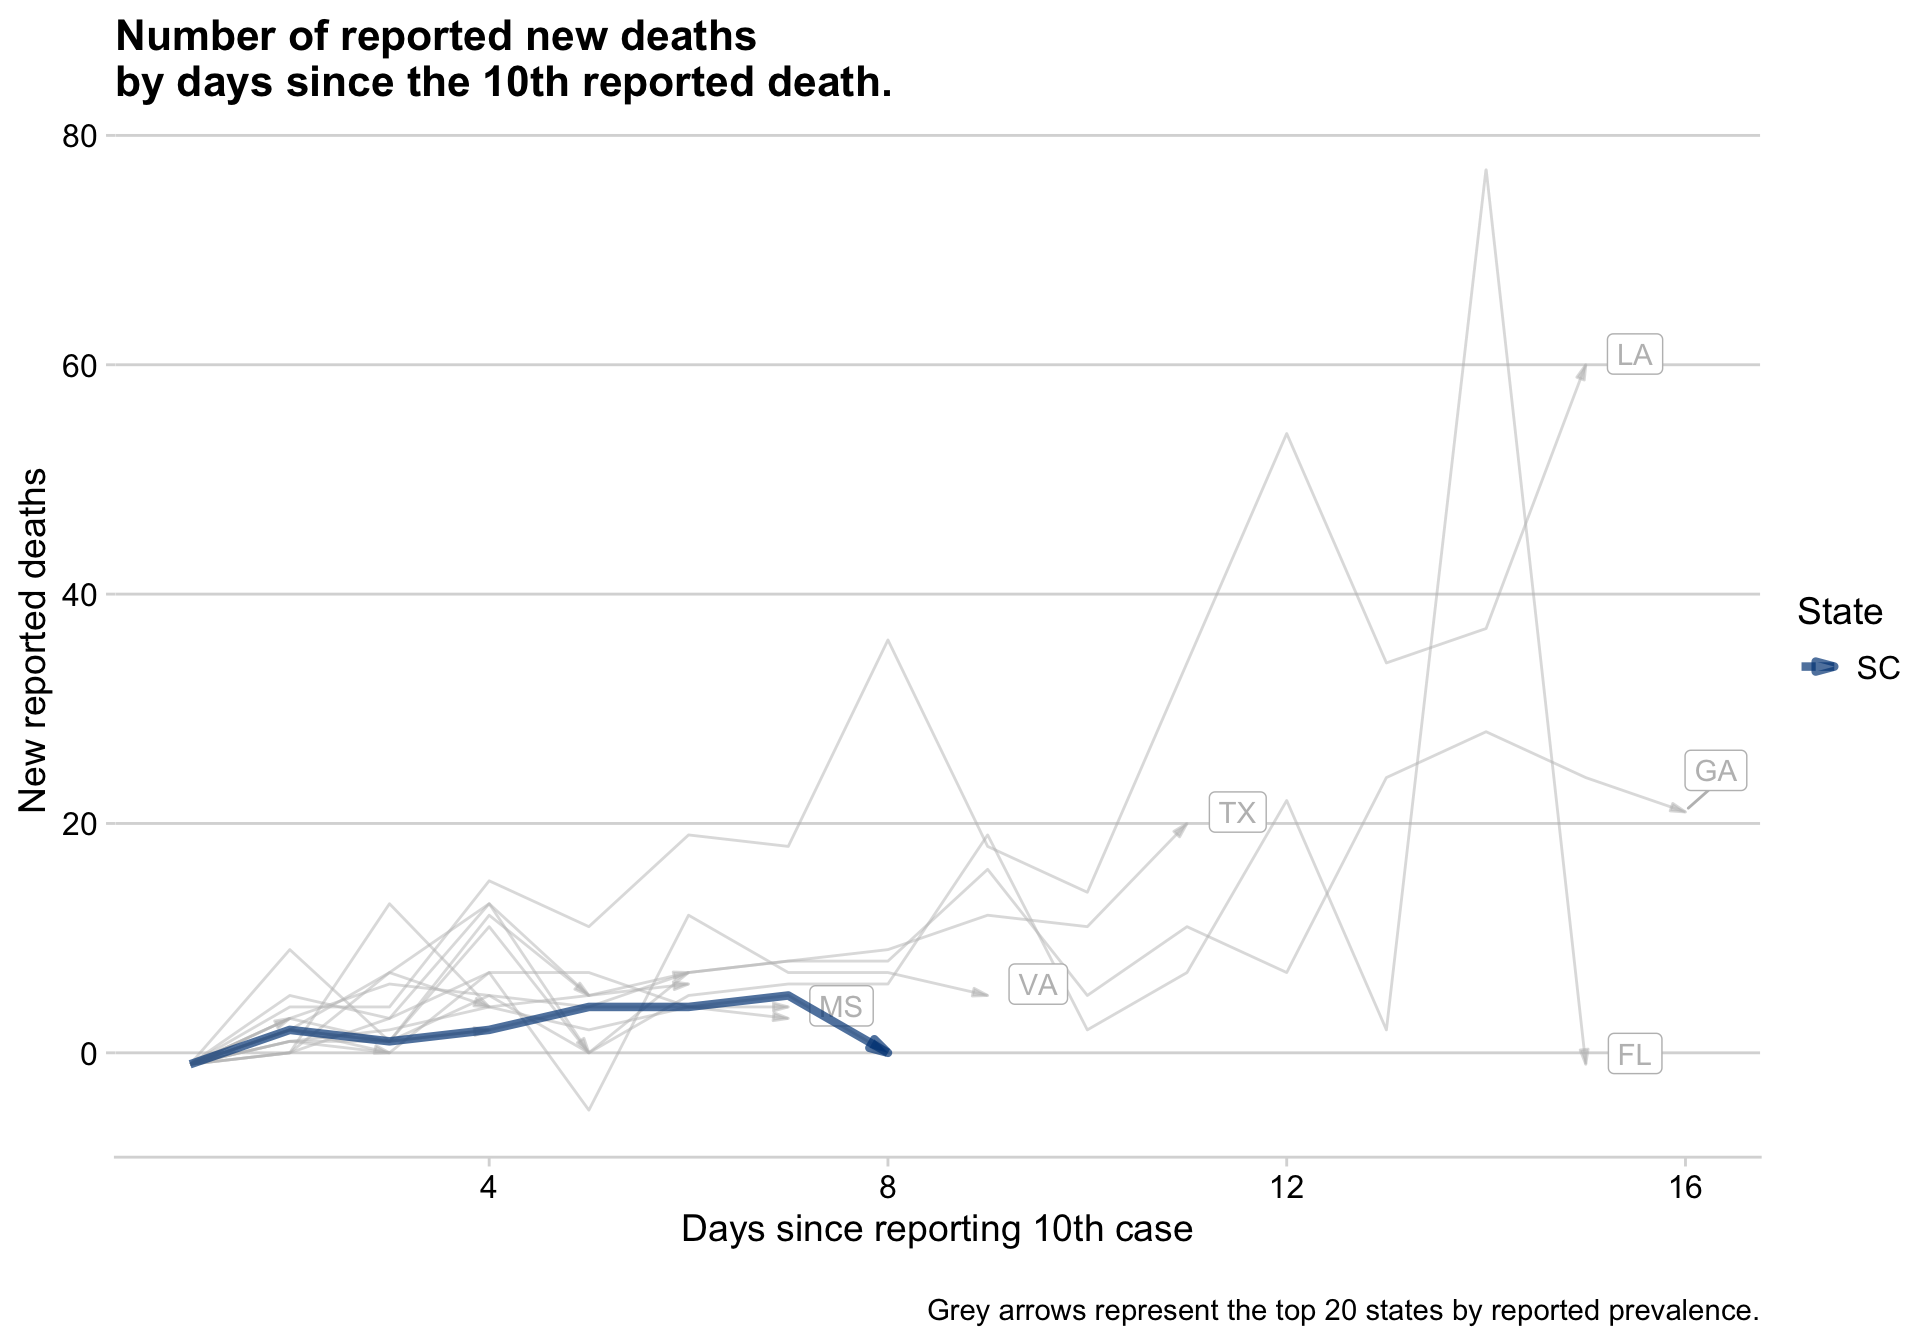 Number of reported new deaths
by days since the 10th reported death.
80
60
40
20
0
New reported deaths
LA
GA
TX
VA
MS
FL
State
SC
4
8
12
16
Days since reporting 10th case
Grey arrows represent the top 20 states by reported prevalence.